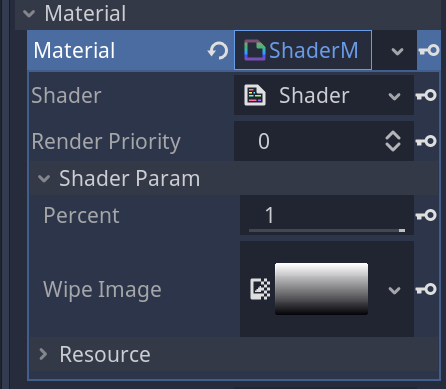 Material
Material ShaderM
Shader Shader
Render Priority 0
Shader Param
Percent 1
Wipe Image
Resource